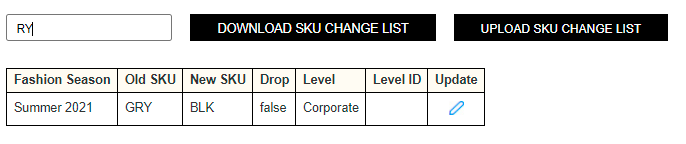 RY DOWNLOAD SKU CHANGE LIST UPLOAD SKU CHANGE LIST
Fashion Season Old SKU New SKU Drop Level Level ID Update
Summer 2021 GRY BLK false Corporate